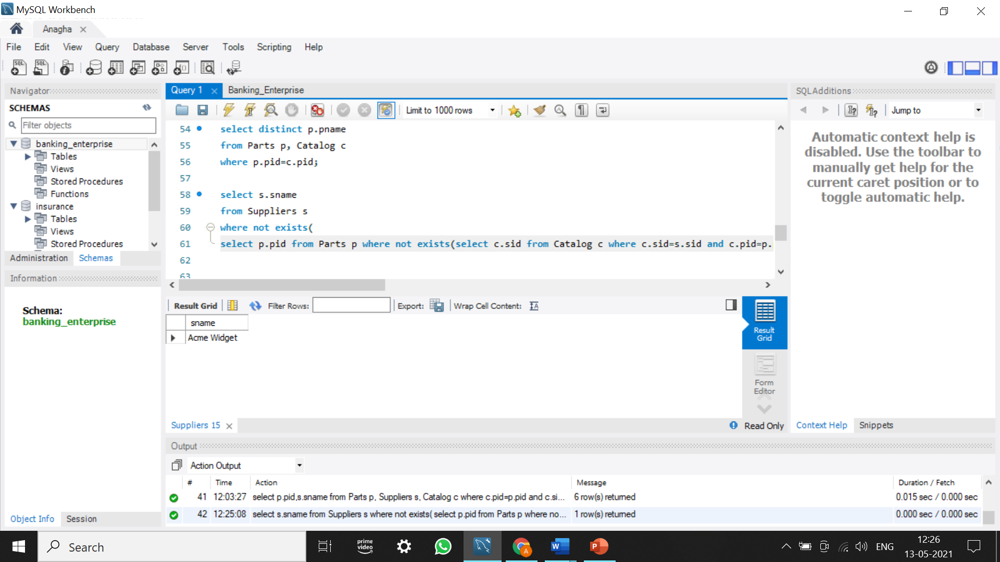 MySQL Workbench
Anagha
File Edit View Query Database Server Tools Scripting Help
Navigator
SCHEMAS
Filter objects
banking_enterprise
Tables
Views
Stored Procedures
Functions
insurance
Tables
Views
Stored Procedures
Administration Schemas
Information
Schema:
banking_enterprise
Object Info Session
Query 1 Banking_Enterprise
Limit to 1000 rows
54 select distinct p.pname
55 from Parts p, Catalog c
56 where p.pid=c.pid;
57
58 select s.sname
59 from Suppliers s
60 where not exists(
61 select p.pid from Parts p where not exists(select c.sid from Catalog c where c.sid=s.sid and c.pid=p.
62
63
Result Grid Filter Rows: Export: Wrap Cell Content:
sname
Acme Widget
Result
Grid
Form
Editor
Suppliers 15
Read Only
SQLAdditions
Jump to
Automatic context help is
disabled. Use the toolbar to
manually get help for the
current caret position or to
toggle automatic help.
Context Help Snippets
Output
Action Output
# Time Action Message Duration / Fetch
41 12:03:27 select p.pid,s.sname from Parts p, Suppliers s, Catalog c where c.pid=p.pid and c.si... 6 row(s) returned 0.015 sec / 0.000 sec
42 12:25:08 select s.sname from Suppliers s where not exists( select p.pid from Parts p where no... 1 row(s) returned 0.000 sec / 0.000 sec
Search
prime
video
ENG
12:26
13-05-2021